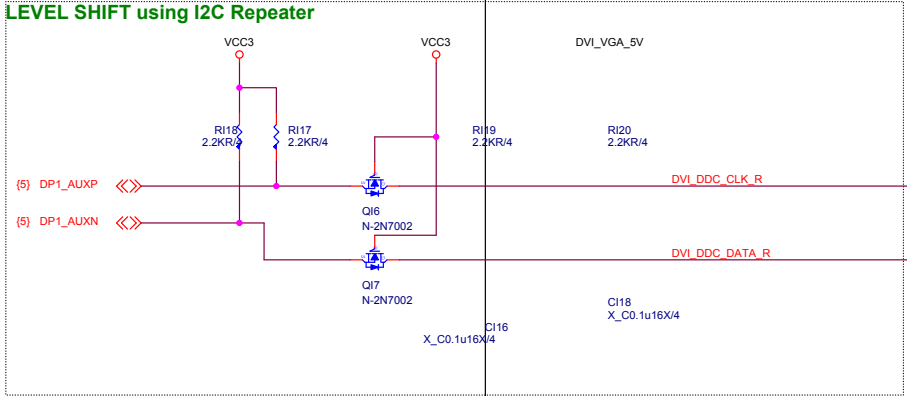 LEVEL SHIFT using I2C Repeater
VCC3
VCC3
DVI_VGA_5V
RI18
2.2KR/4
RI17
2.2KR/4
RI19
2.2KR/4
RI20
2.2KR/4
{5} DP1_AUXP
DVI_DDC_CLK_R
QI6
N-2N7002
{5} DP1_AUXN
DVI_DDC_DATA_R
QI7
N-2N7002
CI18
X_C0.1u16X/4
CI16
X_C0.1u16X/4